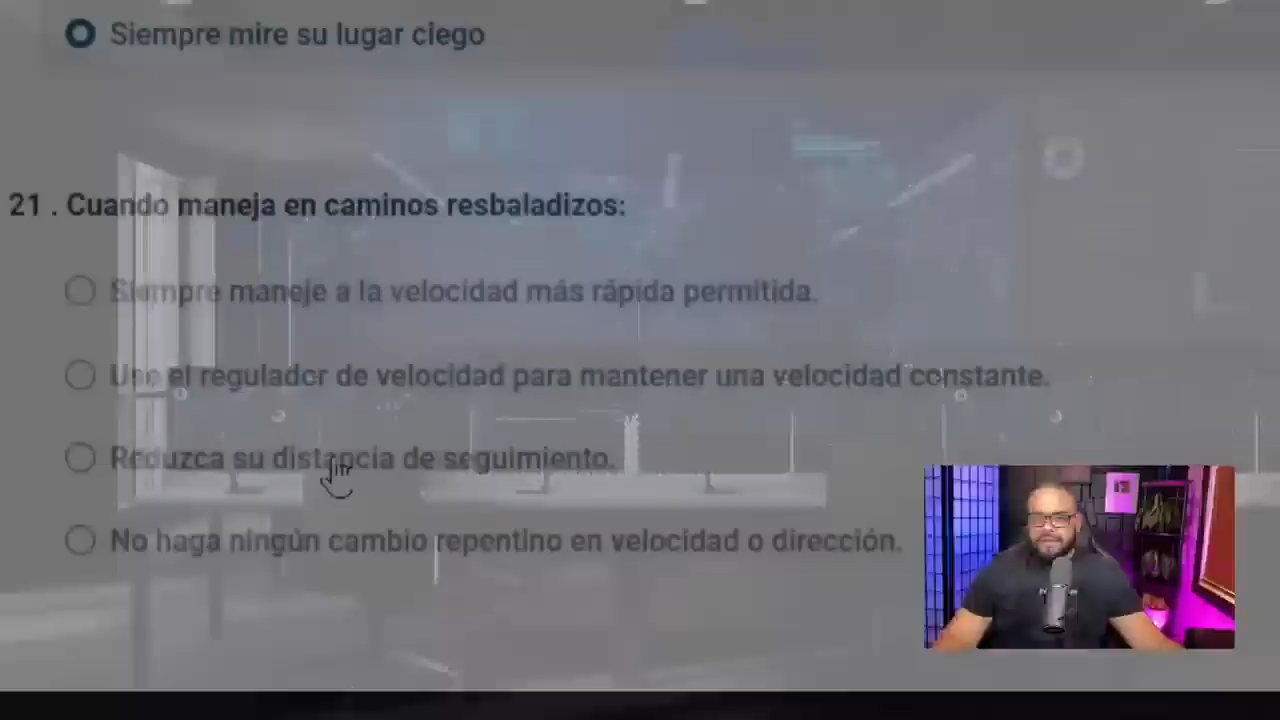 Siempre mire su lugar ciego
21 . Cuando maneja en caminos resbaladizos:
Siempre maneje a la velocidad más rápida permitida.
Use el regulador de velocidad para mantener una velocidad constante.
Reduzca su distancia de seguimiento.
No haga ningún cambio repentino en velocidad o dirección.